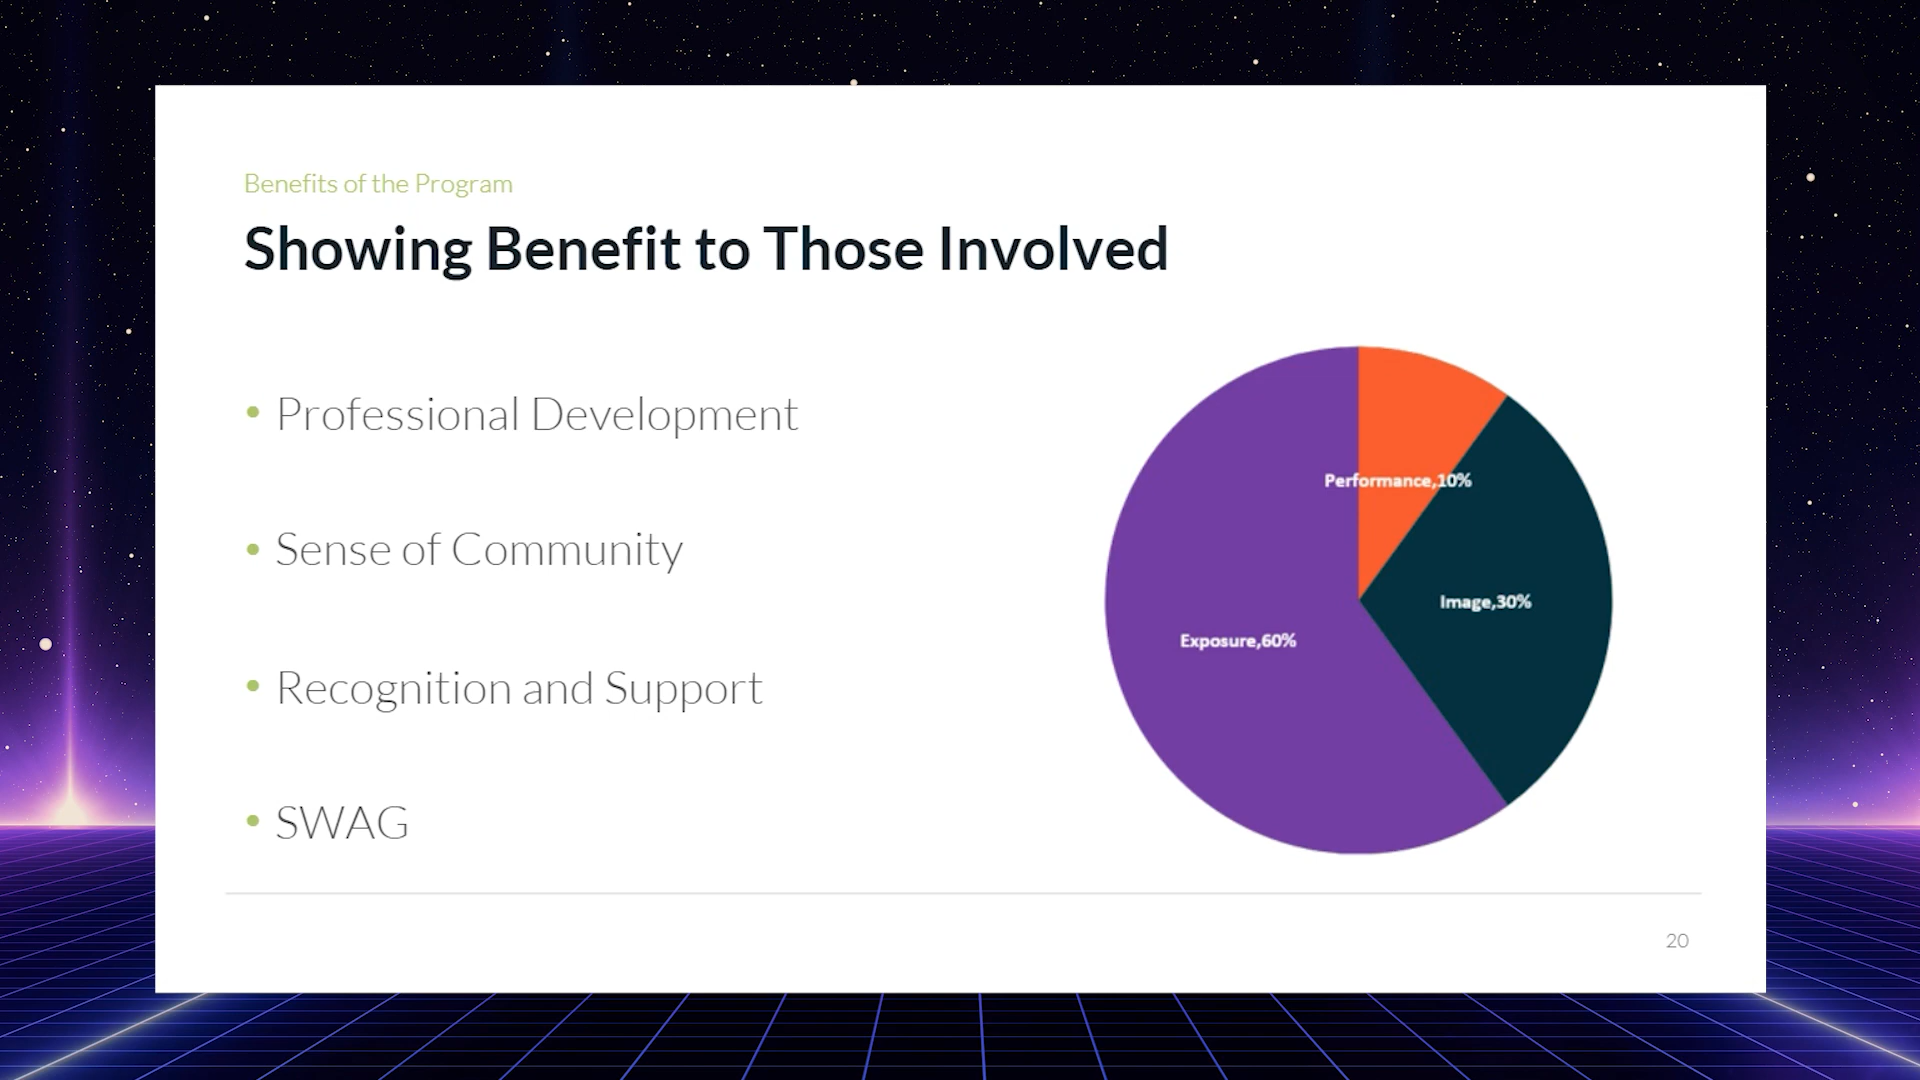 Benefits of the Program
Showing Benefit to Those Involved
• Professional Development
• Sense of Community
• Recognition and Support
• SWAG
Performance,10%
Image,30%
Exposure,60%
20